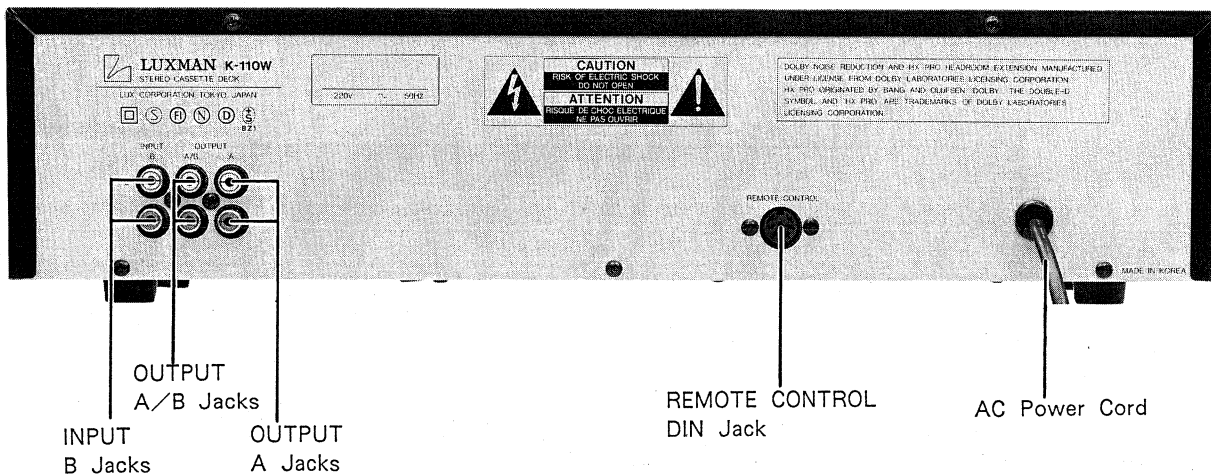 LUXMAN K-110W
STEREO CASSETTE DECK
LUX CORPORATION, TOKYO, JAPAN
S FI N D S
BZ1
220V ~ 50HZ
CAUTION
RISK OF ELECTRIC SHOCK
DO NOT OPEN
ATTENTION
RISQUE DE CHOC ELECTRIQUE
NE PAS OUVRIR
DOLBY NOISE REDUCTION AND HX PRO HEADROOM EXTENSION MANUFACTURED
UNDER LICENSE FROM DOLBY LABORATORIES LICENSING CORPORATION.
HX PRO ORIGINATED BY BANG AND OLUFSEN. DOLBY, THE DOUBLE-D
SYMBOL AND HX PRO ARE TRADEMARKS OF DOLBY LABORATORIES
LICENSING CORPORATION.
INPUT OUTPUT
B A/B A
REMOTE CONTROL
MADE IN KOREA
OUTPUT
A/B Jacks
INPUT
B Jacks
OUTPUT
A Jacks
REMOTE CONTROL
DIN Jack
AC Power Cord